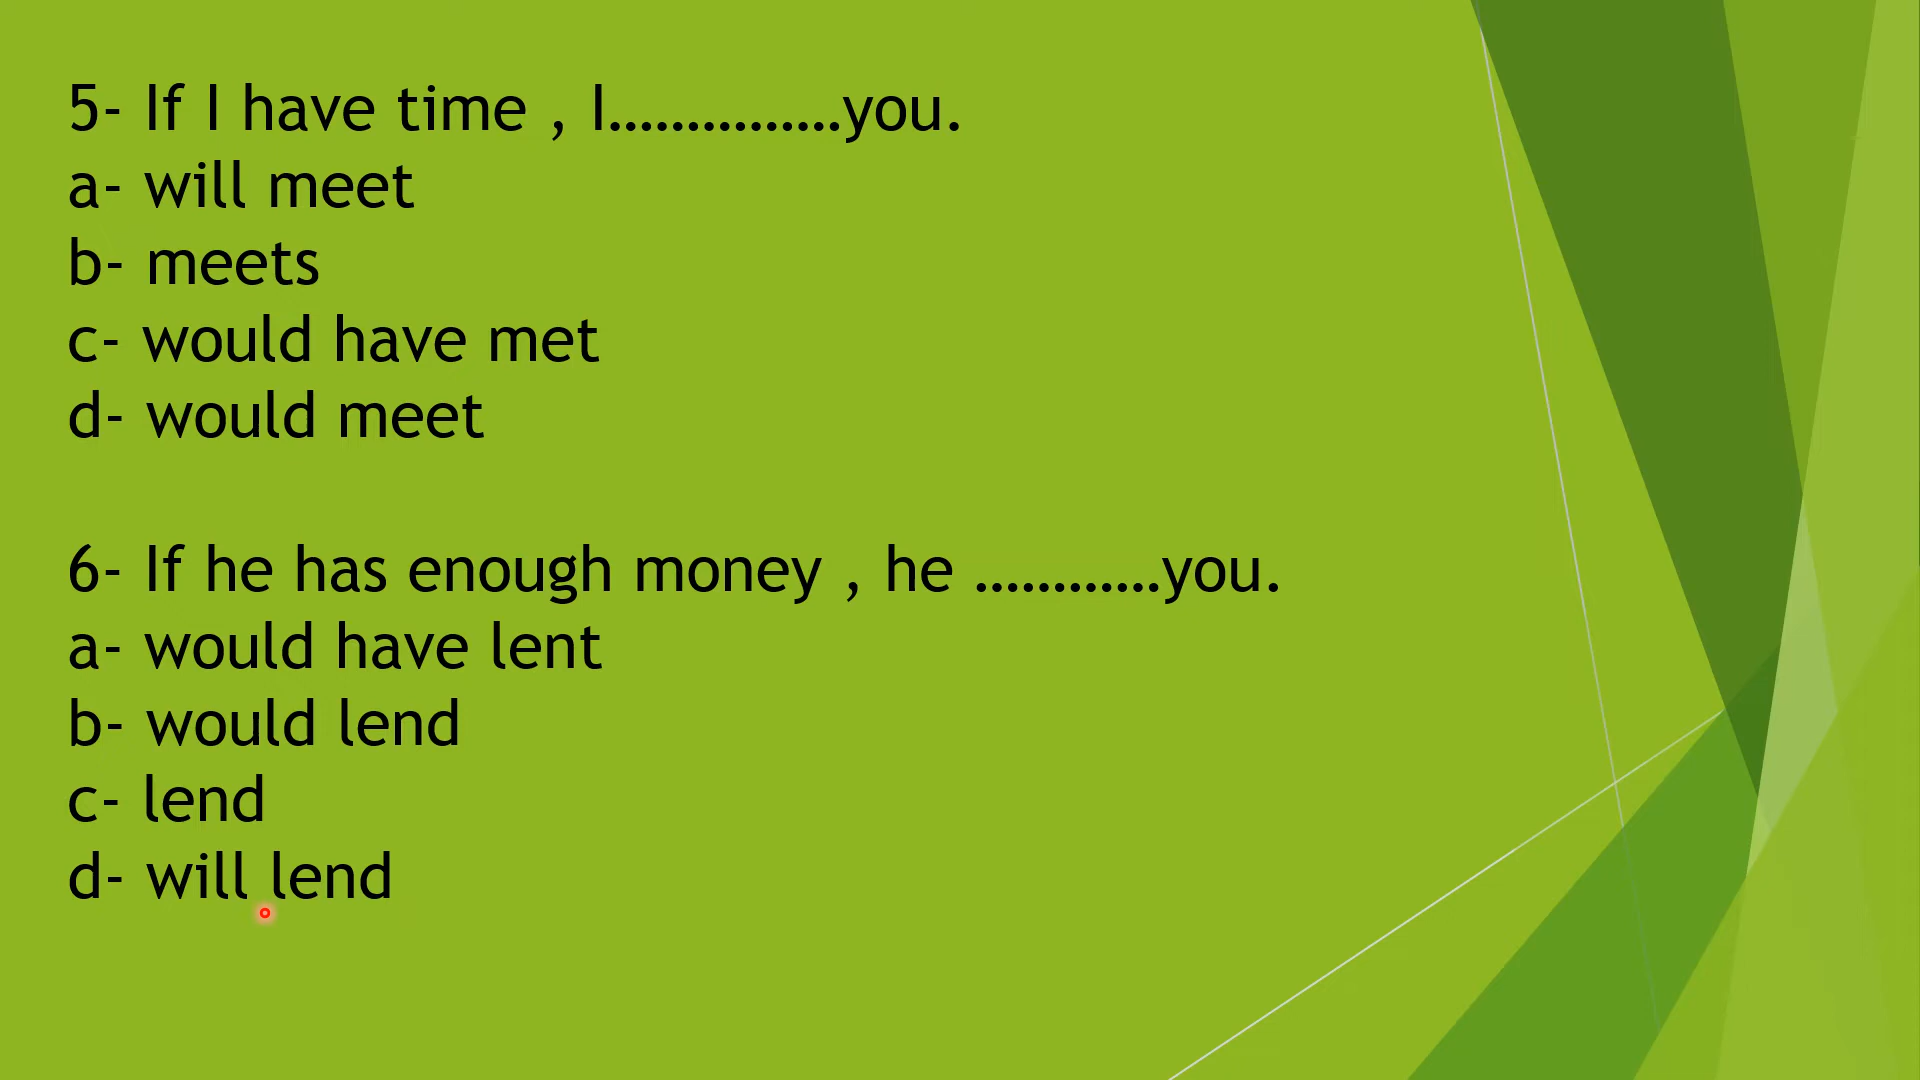 5- If I have time , I……………you.
a- will meet
b- meets
c- would have met
d- would meet
6- If he has enough money , he …………you.
a- would have lent
b- would lend
c- lend
d- will lend